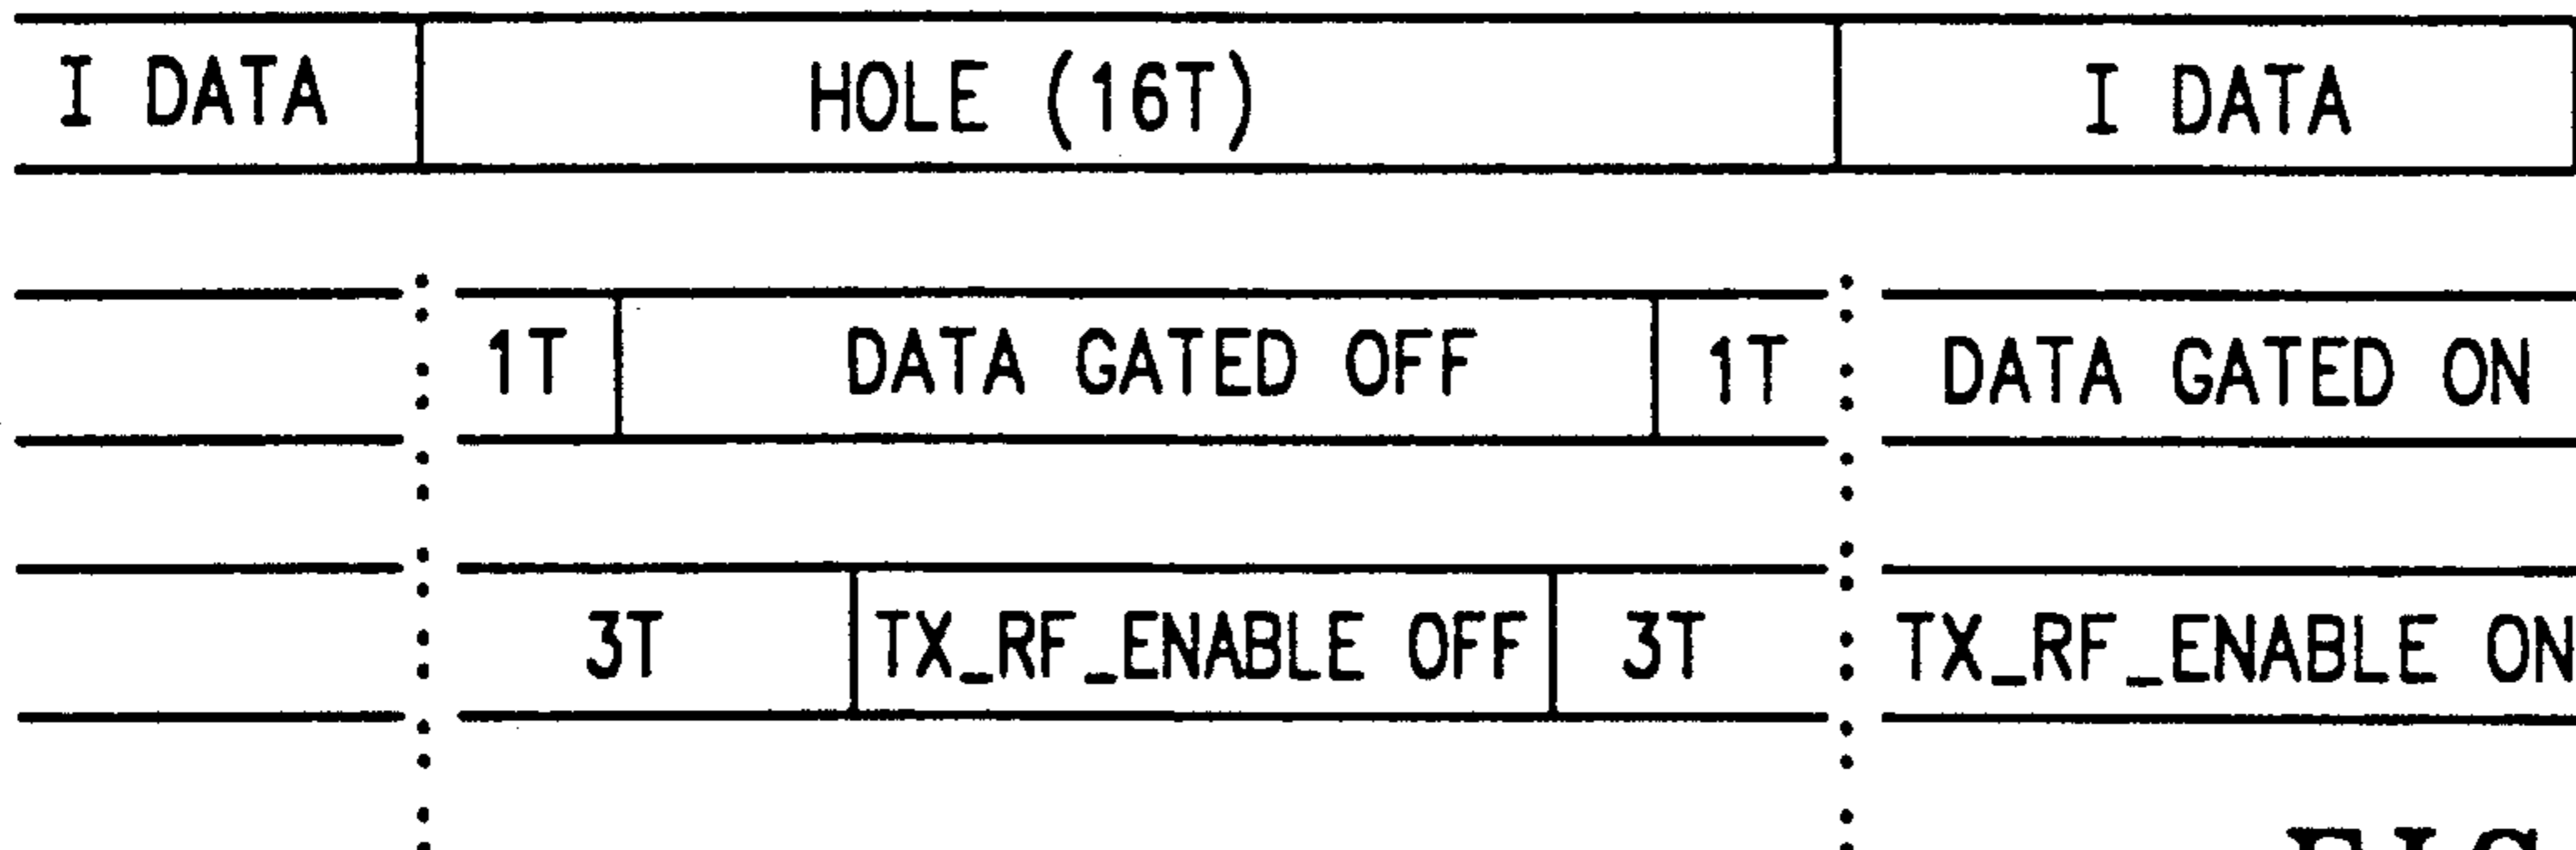 I DATA HOLE (16T) I DATA
1T DATA GATED OFF 1T DATA GATED ON
3T TX_RF_ENABLE OFF 3T TX_RF_ENABLE ON